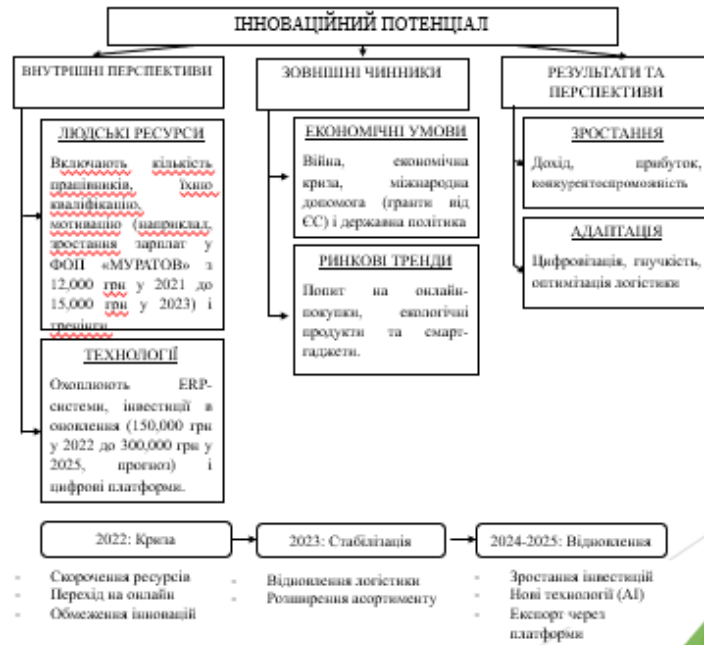 ІННОВАЦІЙНИЙ ПОТЕНЦІАЛ
ВНУТРІШНІ ПЕРСПЕКТИВИ
ЛЮДСЬКІ РЕСУРСИ
Включають кількість
працівників, їхню
кваліфікацію,
мотивацію (наприклад,
зростання зарплат у
ФОП «МУРАТОВ» з
12,000 грн у 2021 до
15,000 грн у 2023) і
тренінги.
ТЕХНОЛОГІЇ
Охоплюють ERP-
системи, інвестиції в
оновлення (150,000 грн
у 2022 до 300,000 грн у
2025, прогноз) і
цифрові платформи.
ЗОВНІШНІ ЧИННИКИ
ЕКОНОМІЧНІ УМОВИ
Війна, економічна
криза, міжнародна
допомога (гранти від
ЄС) і державна політика
РИНКОВІ ТРЕНДИ
Попит на онлайн-
покупки, екологічні
продукти та смарт-
гаджети.
РЕЗУЛЬТАТИ ТА
ПЕРСПЕКТИВИ
ЗРОСТАННЯ
Дохід, прибуток,
конкурентоспроможність
АДАПТАЦІЯ
Цифровізація, гнучкість,
оптимізація логістики
2022: Криза
- Скорочення ресурсів
- Перехід на онлайн
- Обмеження інновацій
2023: Стабілізація
- Відновлення логістики
- Розширення асортименту
2024-2025: Відновлення
- Зростання інвестицій
- Нові технології (AI)
- Експорт через
платформи